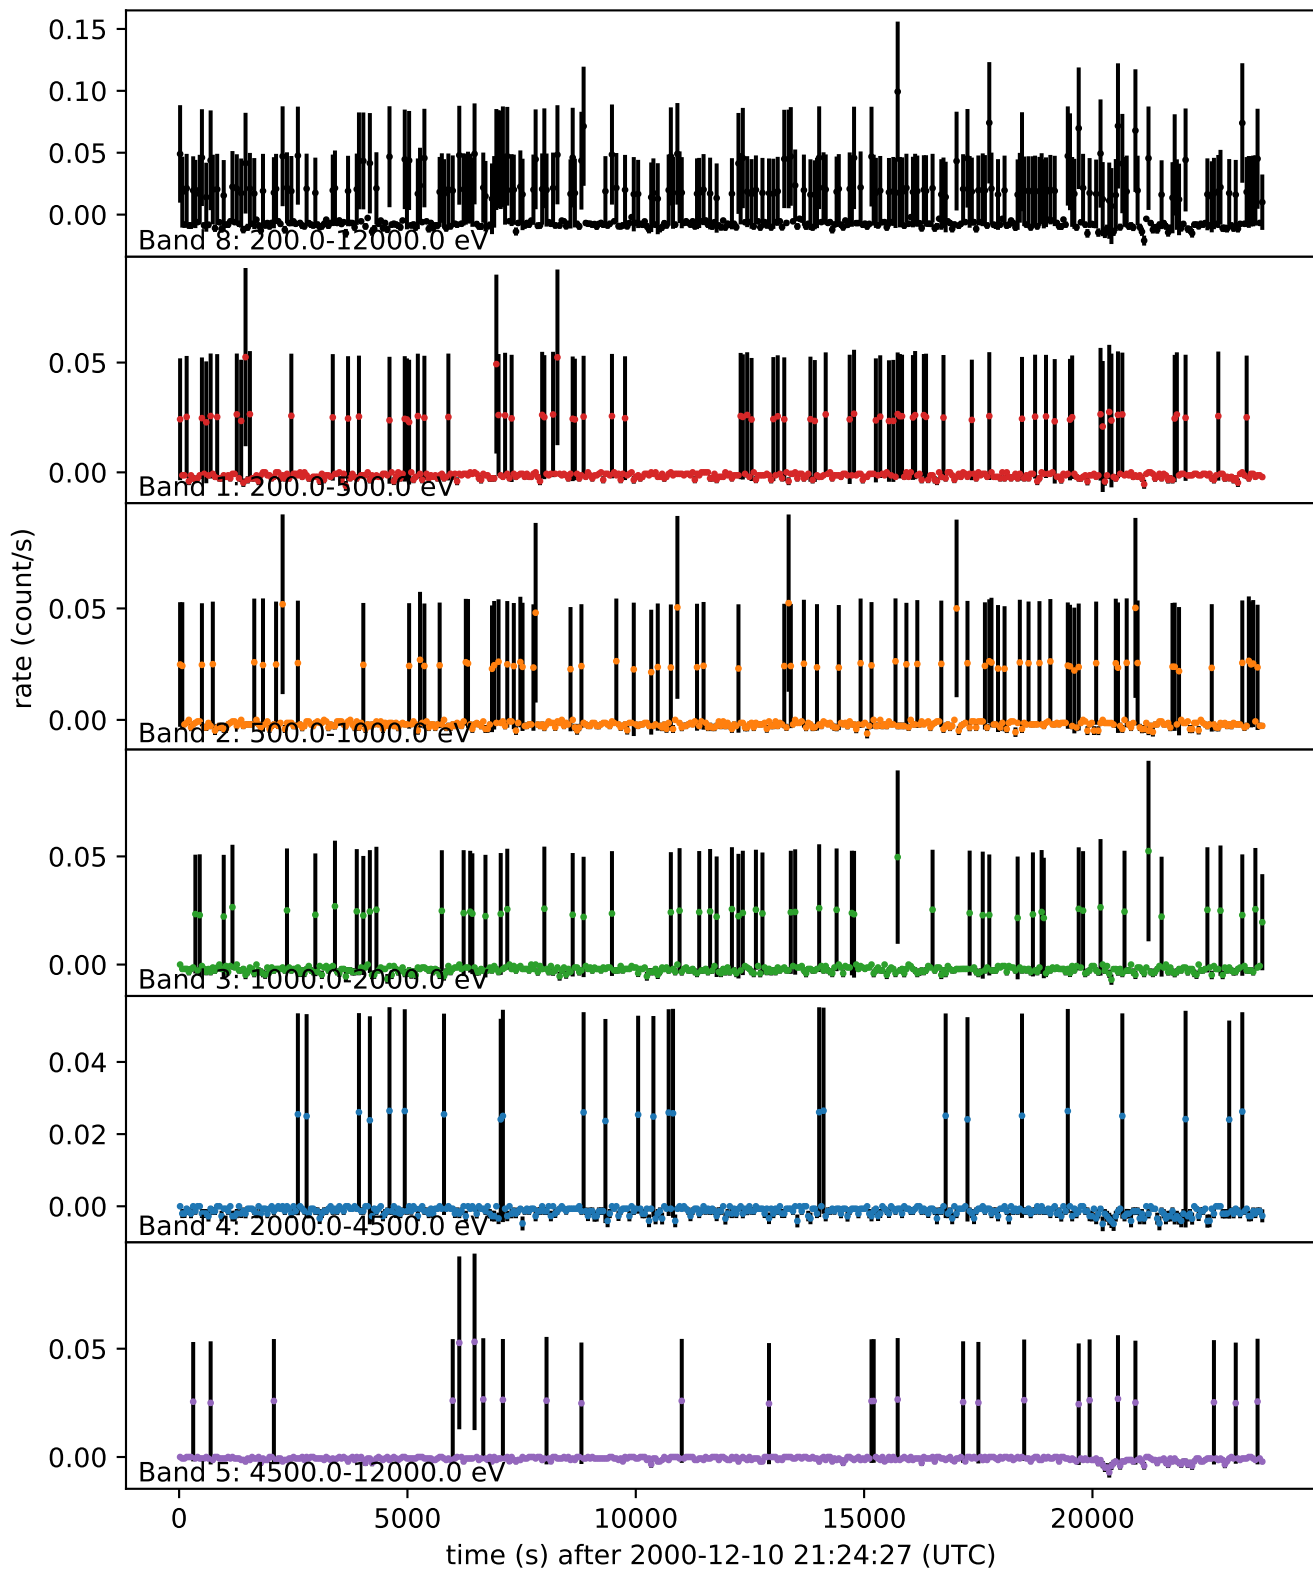 0.15
0.10
0.05
0.00
Band 8: 200.0-12000.0 eV
0.05
0.00
Band 1: 200.0-500.0 eV
rate (count/s)
0.05
0.00
Band 2: 500.0-1000.0 eV
0.05
0.00
Band 3: 1000.0-2000.0 eV
0.04
0.02
0.00
Band 4: 2000.0-4500.0 eV
0.05
0.00
Band 5: 4500.0-12000.0 eV
0 5000 10000 15000 20000
time (s) after 2000-12-10 21:24:27 (UTC)